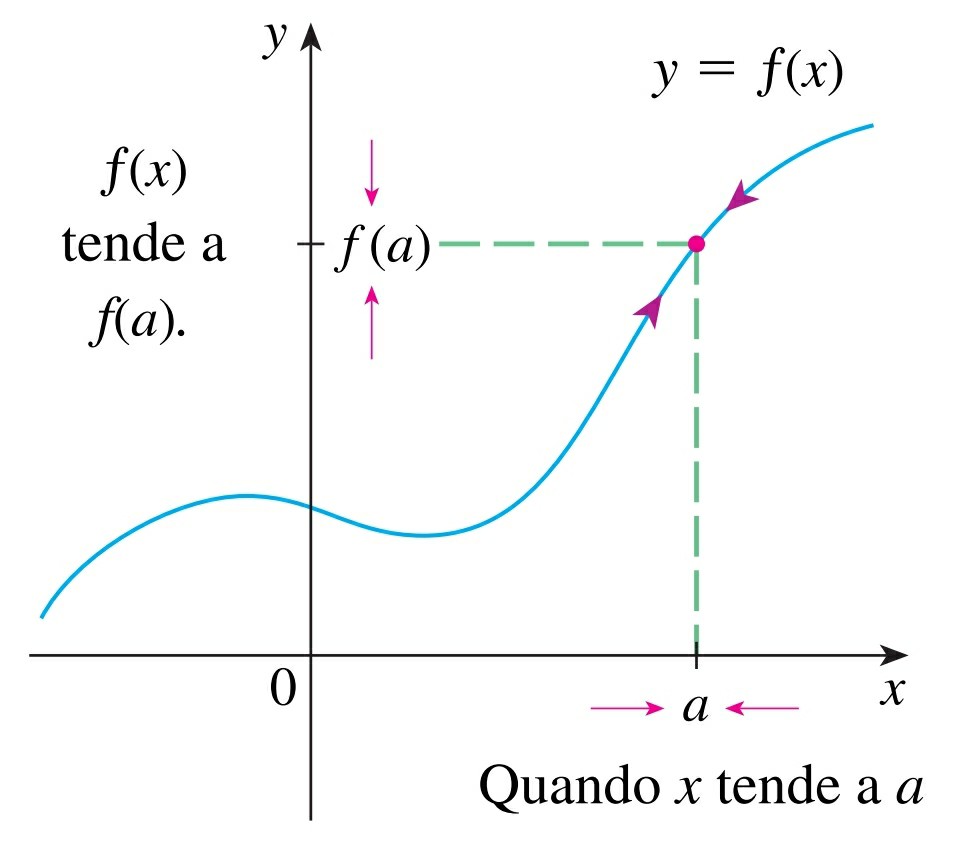 y
y = f(x)
f(x)
tende a
f(a).
f(a)
0
x
a
Quando x tende a a